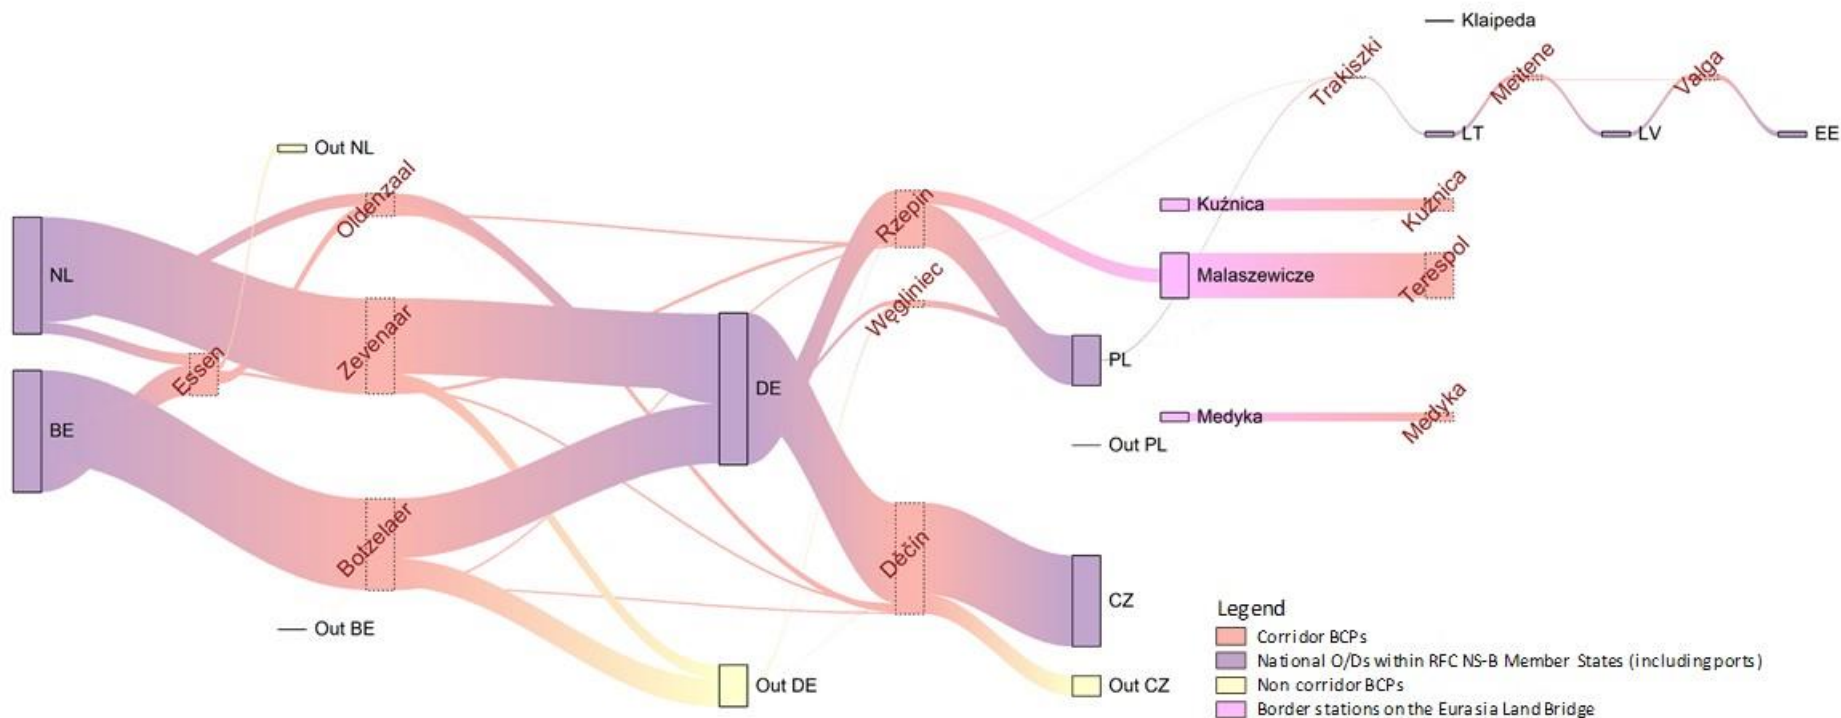 Klaipeda
Trakiszki
Meitene
Valga
LT
LV
EE
Out NL
Oldenzaal
Rzepin
Kuźnica
Kuźnica
NL
Zevenaar
Węgliniec
Malaszewicze
Terespol
Essen
DE
PL
BE
Medyka
Medyka
Out PL
Botzelaer
Děčín
CZ
Out BE
Out DE
Out CZ
Legend
Corridor BCPs
National O/Ds within RFC NS-B Member States (including ports)
Non corridor BCPs
Border stations on the Eurasia Land Bridge